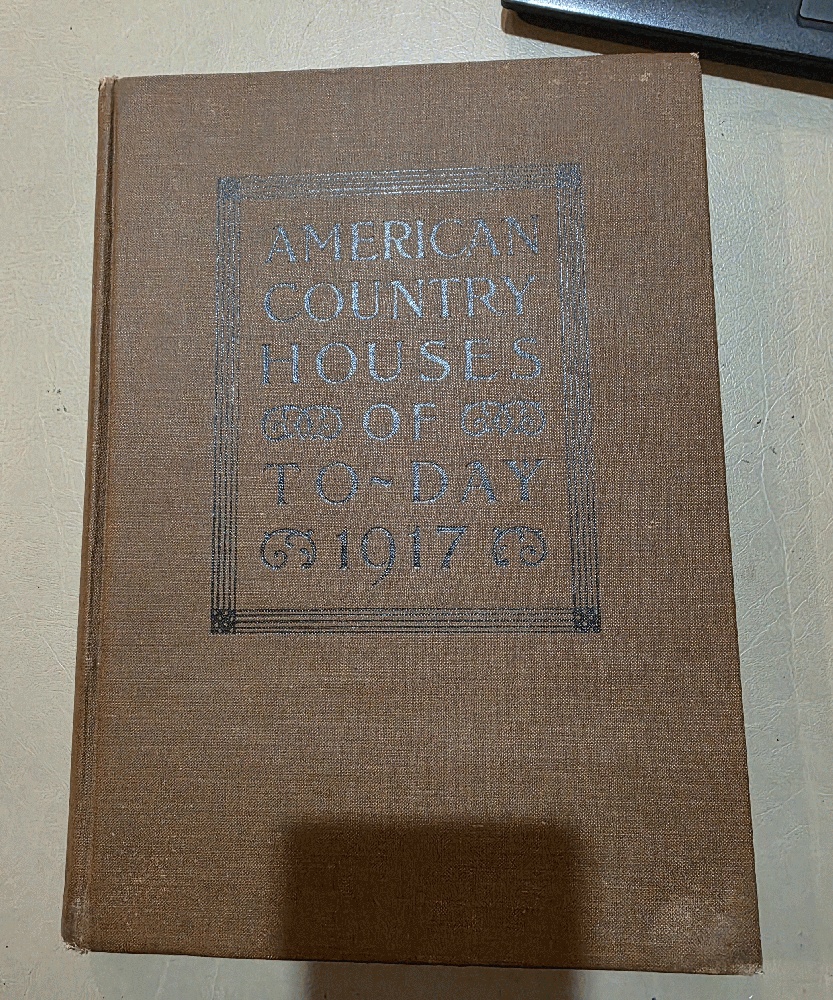 AMERICAN
COUNTRY
HOUSES
OF
TO~DAY
1917